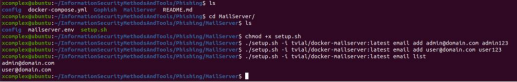 xcomplex@ubuntu:~/InformationSecurityMethodsAndTools/Phishing$ ls
config docker-compose.yml Gophish MailServer README.md
xcomplex@ubuntu:~/InformationSecurityMethodsAndTools/Phishing$ cd MailServer/
xcomplex@ubuntu:~/InformationSecurityMethodsAndTools/Phishing/MailServer$ ls
config mailserver.env setup.sh
xcomplex@ubuntu:~/InformationSecurityMethodsAndTools/Phishing/MailServer$ chmod +x setup.sh
xcomplex@ubuntu:~/InformationSecurityMethodsAndTools/Phishing/MailServer$ ./setup.sh -i tvial/docker-mailserver:latest email add admin@domain.com admin123
xcomplex@ubuntu:~/InformationSecurityMethodsAndTools/Phishing/MailServer$ ./setup.sh -i tvial/docker-mailserver:latest email add user@domain.com user123
xcomplex@ubuntu:~/InformationSecurityMethodsAndTools/Phishing/MailServer$ ./setup.sh -i tvial/docker-mailserver:latest email list
admin@domain.com
user@domain.com
xcomplex@ubuntu:~/InformationSecurityMethodsAndTools/Phishing/MailServer$